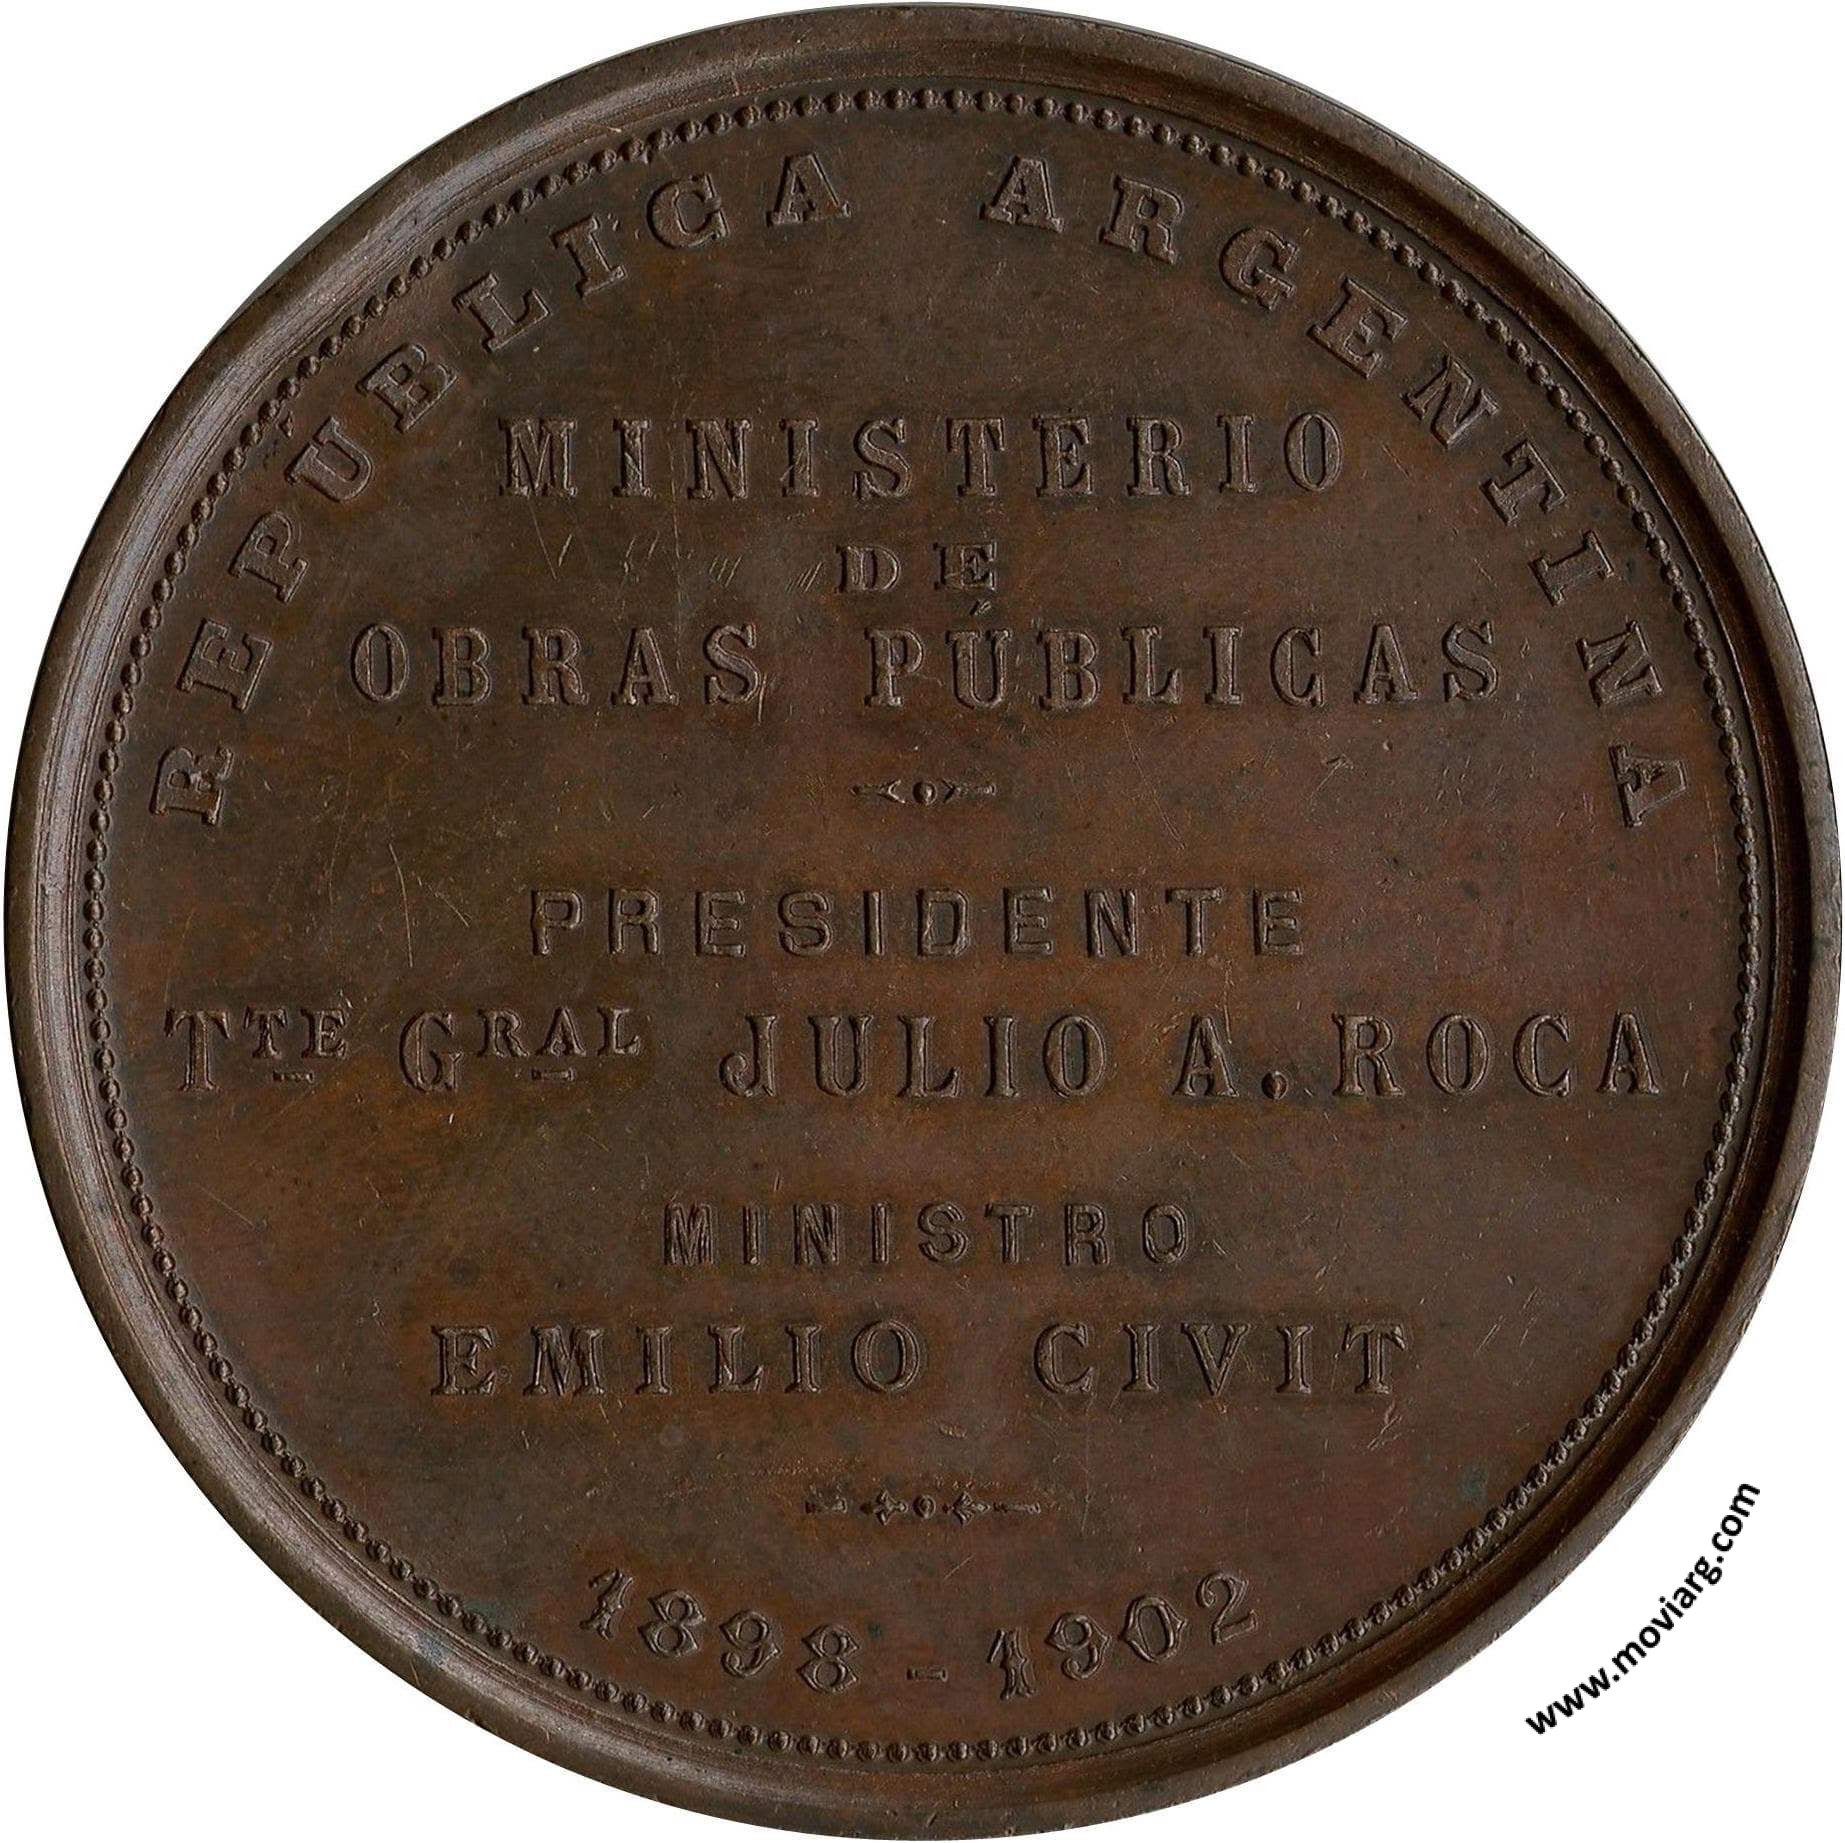 REPUBLICA ARGENTINA
MINISTERIO
DE
OBRAS PÚBLICAS
PRESIDENTE
TTE GRAL JULIO A. ROCA
MINISTRO
EMILIO CIVIT
1898-1902
www.moviarg.com